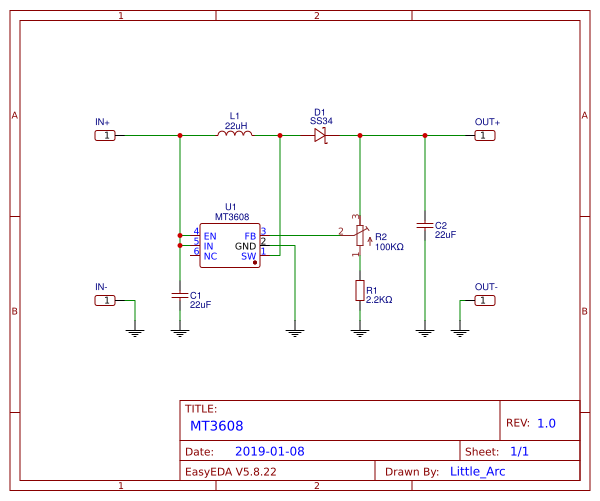 1 2
A A
IN+ 1
L1
22uH
D1
SS34
OUT+
1
U1
MT3608
4 EN FB 3
5 IN GND 2
6 NC SW 1
3
2
1
R2
100KΩ
C2
22uF
IN-
1
C1
22uF
R1
2.2KΩ
OUT-
1
B B
TITLE:
MT3608
REV: 1.0
Date: 2019-01-08
Sheet: 1/1
EasyEDA V5.8.22
Drawn By: Little_Arc
1 2